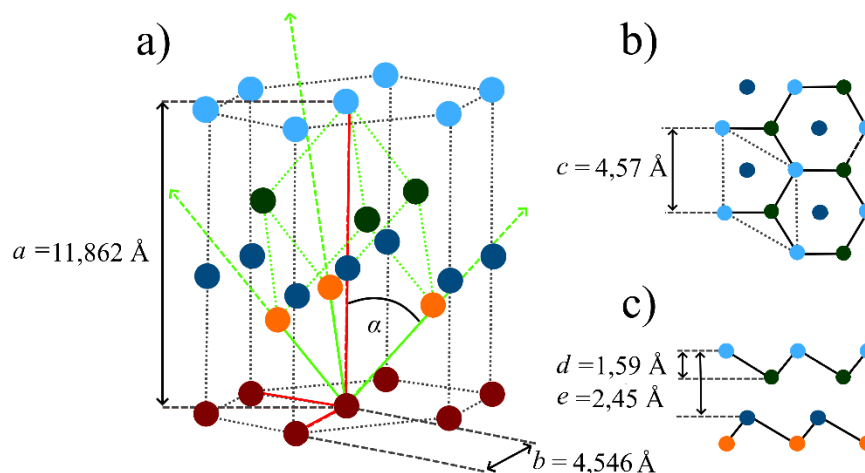 a)
a = 11,862 Å
α
b = 4,546 Å
b)
c = 4,57 Å
c)
d = 1,59 Å
e = 2,45 Å